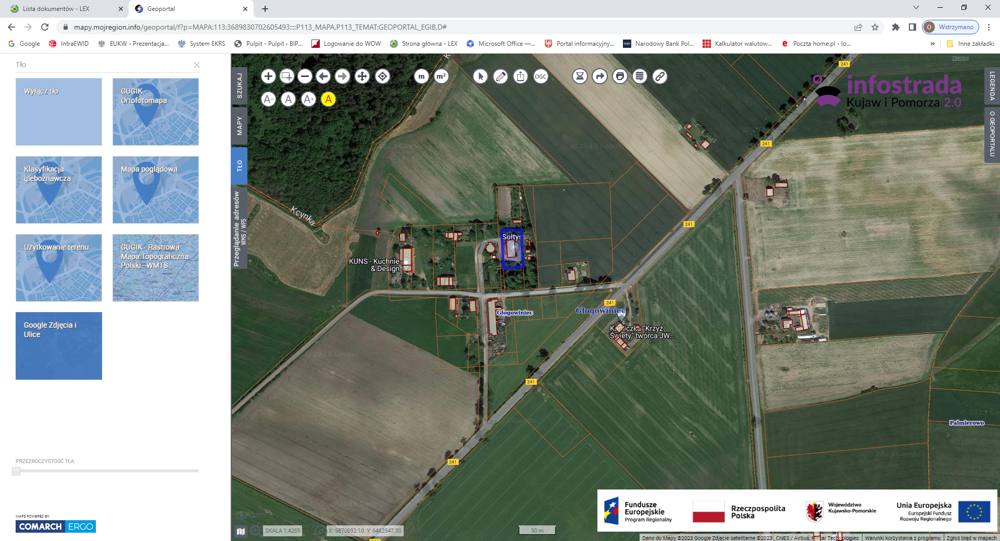 Lista dokumentów - LEX
Geoportal
mapy.mojregion.info/geoportal/f?p=MAPA:113:3689830702605493::::P113_MAPA,P113_TEMAT:GEOPORTAL_EGIB,D#
O
Wstrzymano
Google
IntraEWID
EUKW - Prezentacja...
System EKRS
Pulpit - Pulpit ‹ BIP...
Logowanie do WOW
Strona główna - LEX
Microsoft Office —...
Portal informacyjny...
NBP
Narodowy Bank Pol...
Kalkulator walutow...
Poczta home.pl - lo...
»
Inne zakładki
Tło
Wyłącz tło
GUGIK -
Ortofotomapa
Klasyfikacja
gleboznawcza
Mapa poglądowa
Użytkowanie terenu
GUGIK - Rastrowa
Mapa Topograficzna
Polski - WMTS
Google Zdjęcia i
Ulice
PRZEZROCZYSTOŚĆ TŁA:
MAPS POWERED BY:
COMARCH ERGO
SZUKAJ
MAPY
TŁO
Przeglądanie adresów
WMS / WFS
m
m²
OGC
A-
A
A+
A
Zaloguj
infostrada
Kujaw i Pomorza 2.0
LEGENDA
O GEOPORTALU
241
241
241
241
241
241
Kcynka
Sołtys
KUNS - Kuchnie
& Design
Głogowiniec
Głogowiniec
Kapliczka "Krzyż
Święty" twórca JW...
Palmierowo
© 2023 Google
SKALA 1:4265
X: 5870692.10 Y: 6462547.30
50 m
Fundusze
Europejskie
Program Regionalny
Rzeczpospolita
Polska
Województwo
Kujawsko-Pomorskie
Unia Europejska
Europejski Fundusz
Rozwoju Regionalnego
Dane do Mapy ©2023 Google Zdjęcie satelitarne ©2023 , CNES / Airbus, Maxar Technologies
Warunki korzystania z programu
Zgłoś błąd w mapach